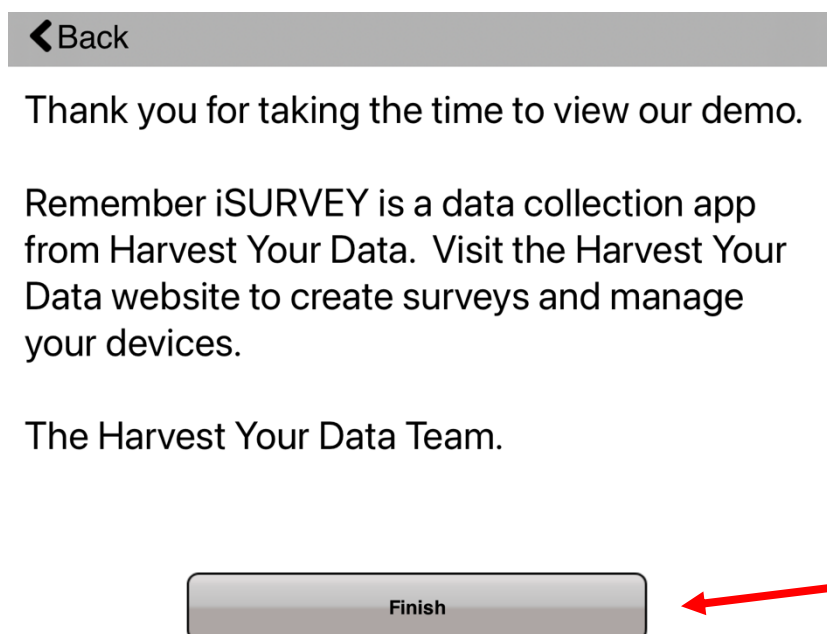 Back
Thank you for taking the time to view our demo.
Remember iSURVEY is a data collection app
from Harvest Your Data.  Visit the Harvest Your
Data website to create surveys and manage
your devices.
The Harvest Your Data Team.
Finish